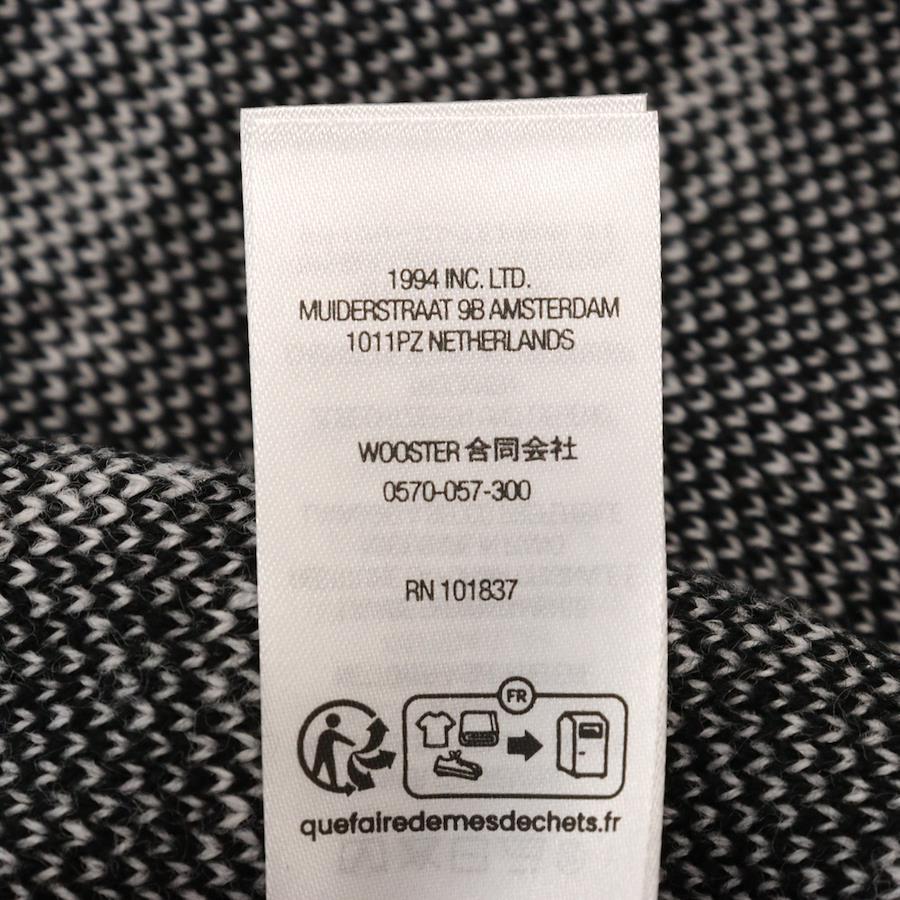 1994 INC. LTD.
MUIDERSTRAAT 9B AMSTERDAM
1011PZ NETHERLANDS
WOOSTER 合同会社
0570-057-300
RN 101837
FR
quefairedemesdechets.fr